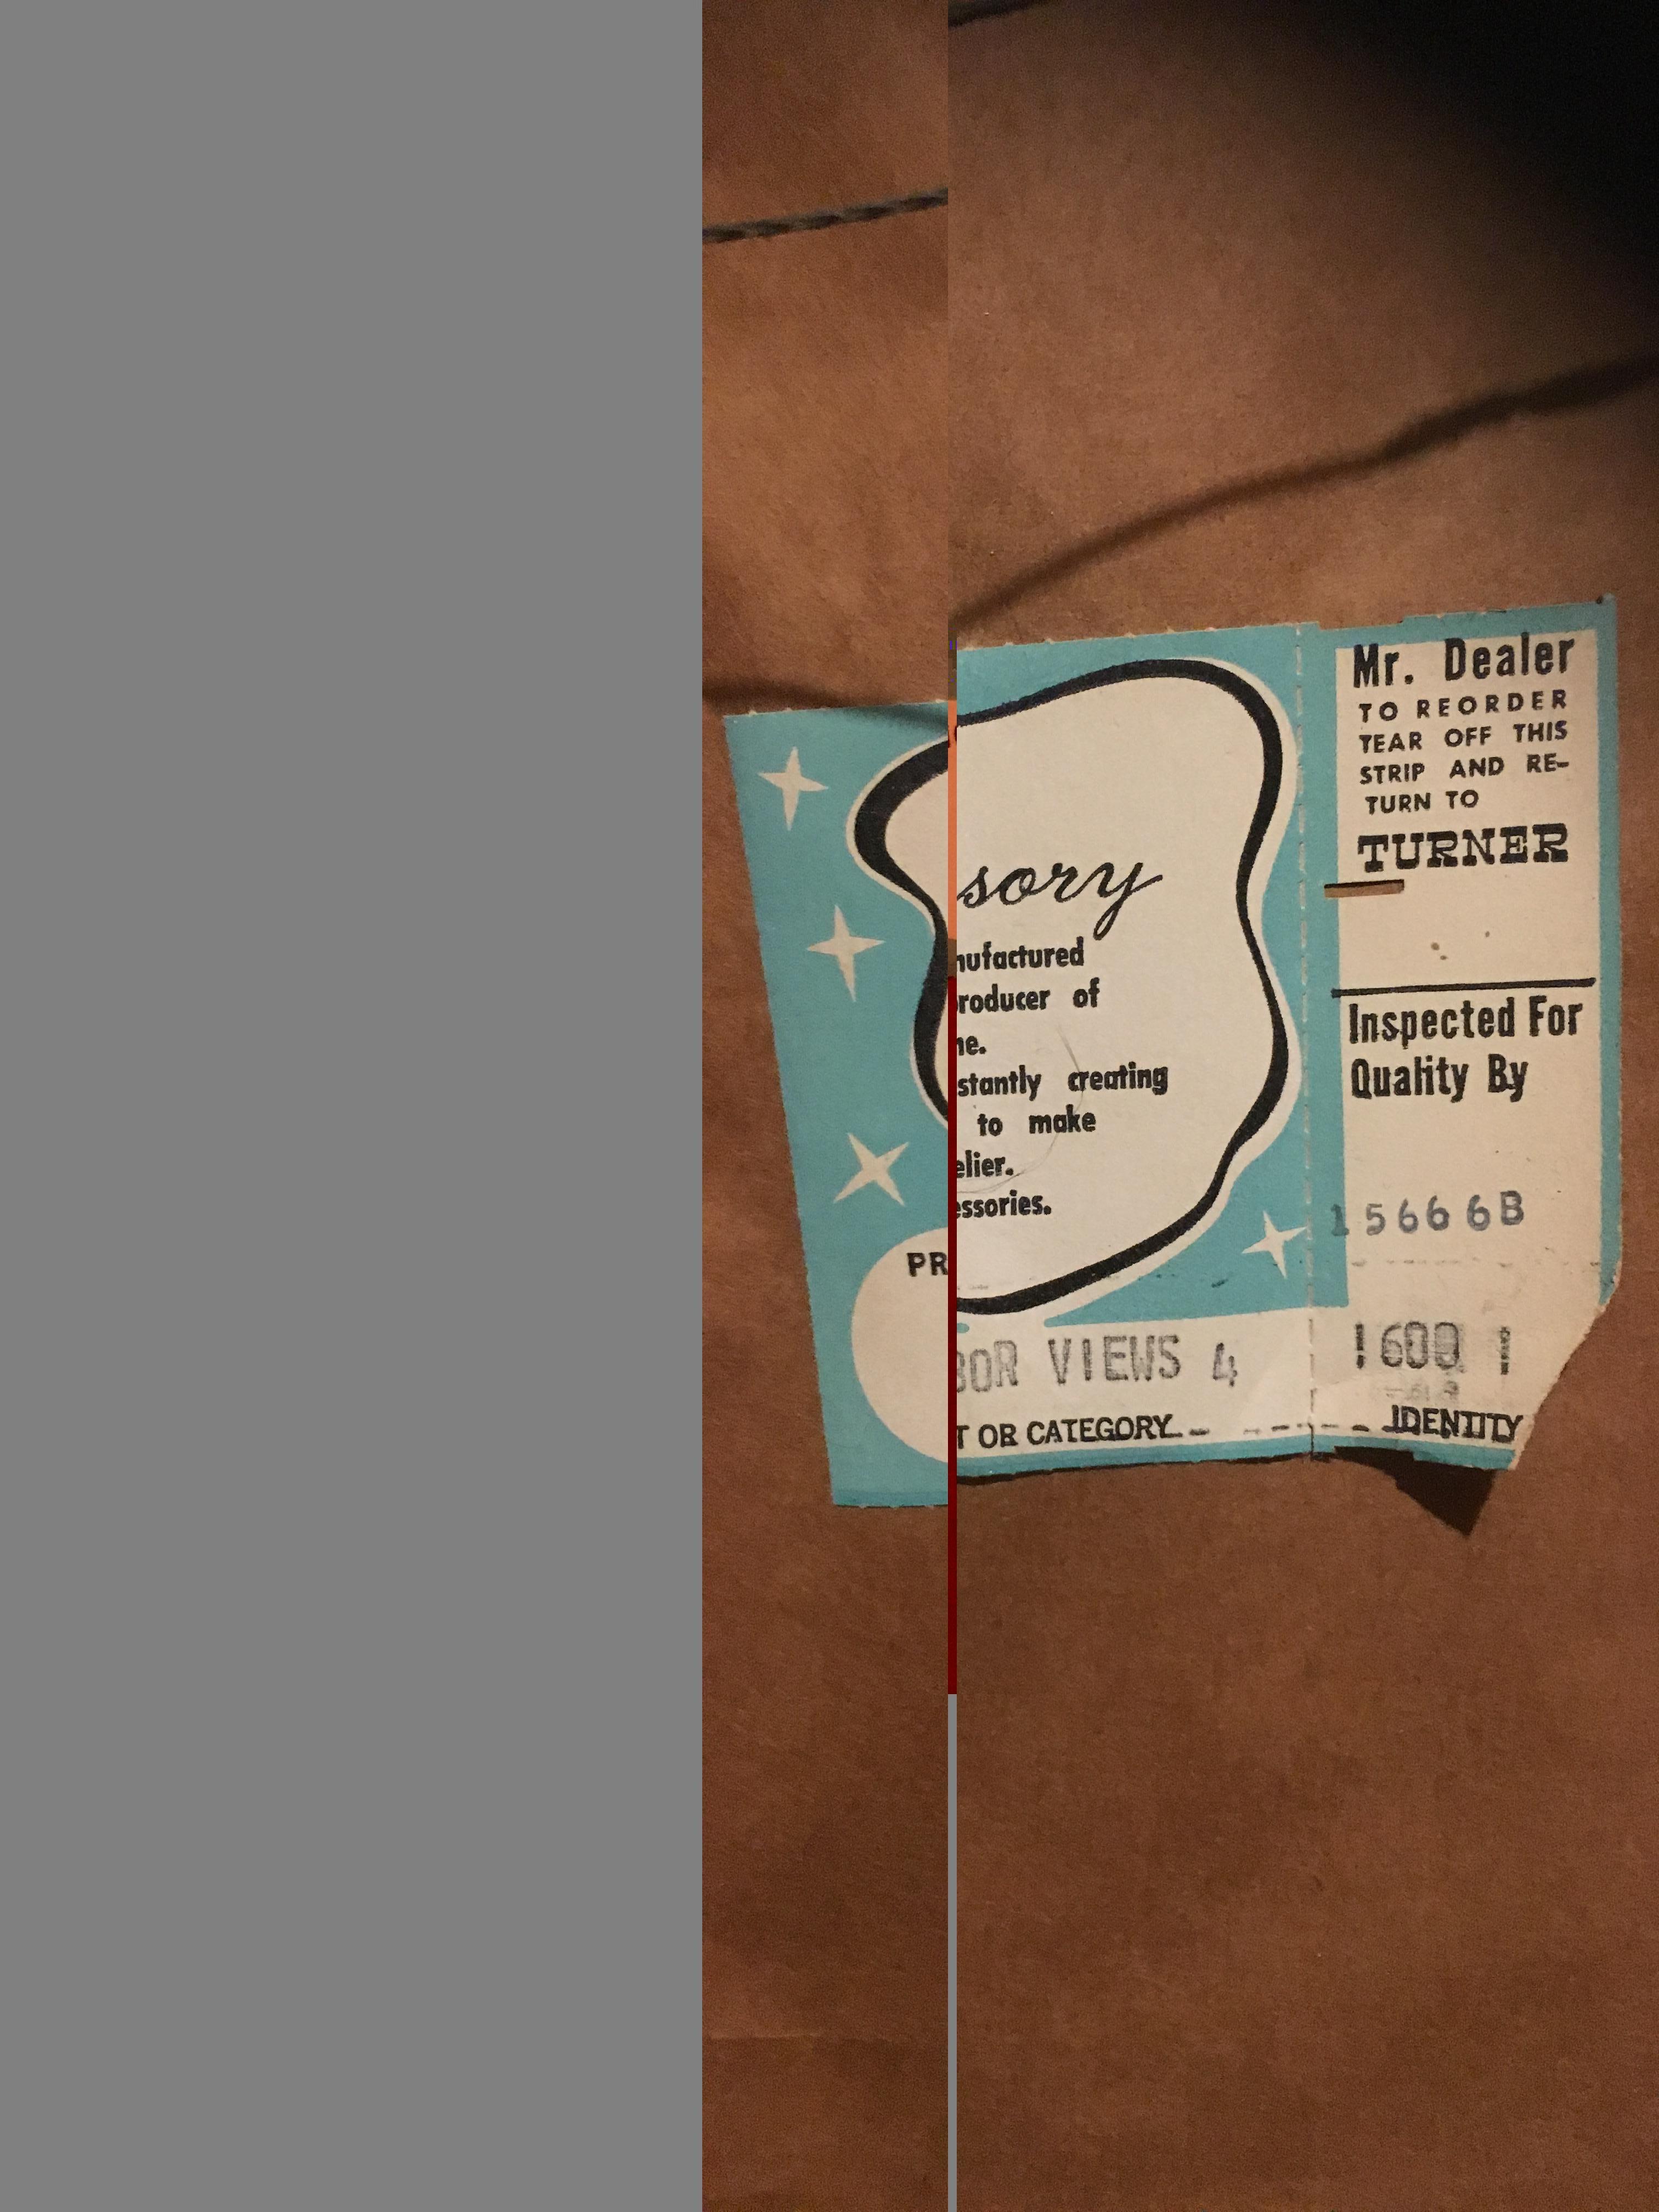 sory
nufactured
roducer of
ne.
stantly creating
to make
elier.
essories.
PR
BOR VIEWS 4
T OR CATEGORY
Mr. Dealer
TO REORDER
TEAR OFF THIS
STRIP AND RE-
TURN TO
TURNER
Inspected For
Quality By
15666B
1600 1
IDENTITY